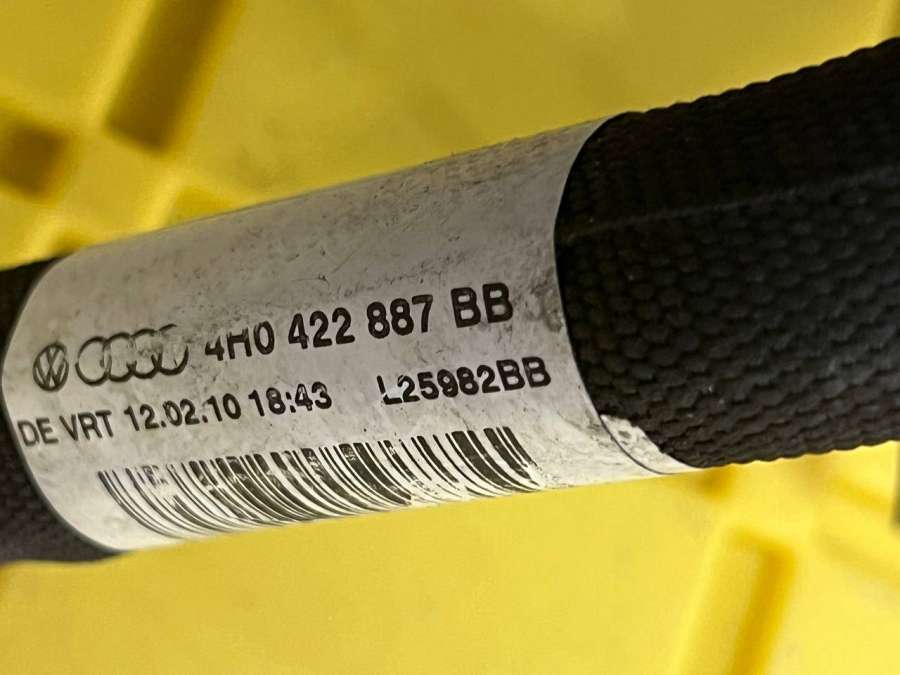 4H0 422 887 BB
DE VRT 12.02.10 18:43 L25982BB